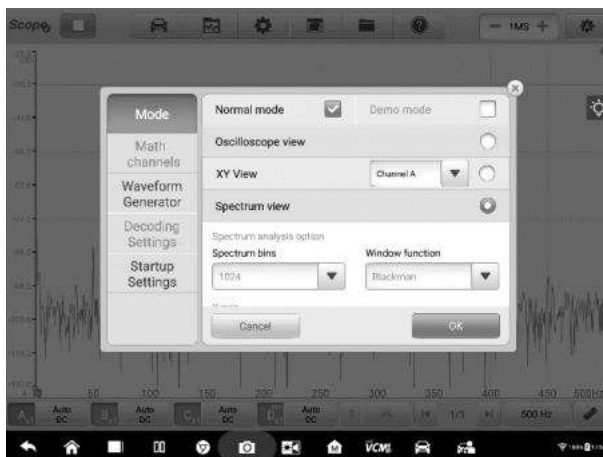 Scope
1MS
Mode
Normal mode
Demo mode
Math
channels
Oscilloscope view
XY View
Channel A
Waveform
Generator
Spectrum view
Decoding
Settings
Spectrum analysis option
Spectrum bins
Window function
Startup
Settings
1024
Blackman
Cancel
OK
50 100 150 200 250 300 350 400 450 500Hz
Auto
DC
Auto
DC
Auto
DC
Auto
DC
1/1
500 Hz
VCMI